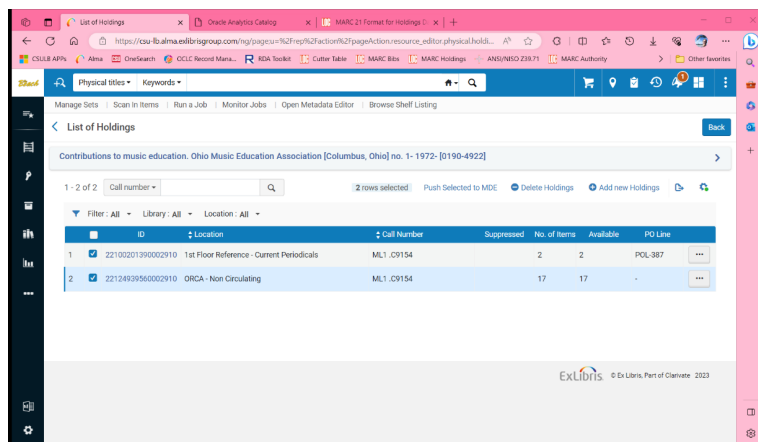 List of Holdings
Oracle Analytics Catalog
MARC 21 Format for Holdings D
https://csu-lb.alma.exlibrisgroup.com/ng/page;u=%2Frep%2Faction%2FpageAction.resource_editor.physical.holdi...
CSULB APPs Alma OneSearch OCLC Record Mana... RDA Toolkit Cutter Table MARC Bibs MARC Holdings ANSI/NISO Z39.71 MARC Authority Other favorites
Physical titles Keywords
1
Manage Sets Scan In Items Run a Job Monitor Jobs Open Metadata Editor Browse Shelf Listing
List of Holdings
Back
Contributions to music education. Ohio Music Education Association [Columbus, Ohio] no. 1- 1972- [0190-4922]
1 - 2 of 2 Call number 2 rows selected Push Selected to MDE Delete Holdings Add new Holdings
Filter: All Library: All Location: All
ID Location Call Number Suppressed No. of Items Available PO Line
1 22100201390002910 1st Floor Reference - Current Periodicals ML1 .C9154 2 2 POL-387
2 22124939560002910 ORCA - Non Circulating ML1 .C9154 17 17 -
ExLibris © Ex Libris, Part of Clarivate 2023